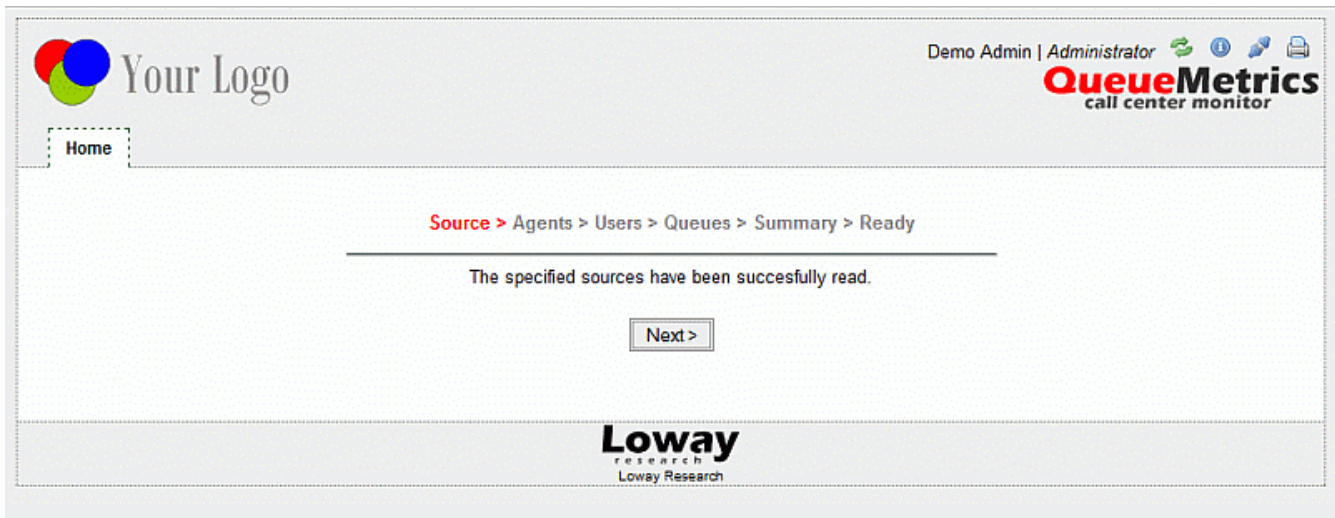 Your Logo
Demo Admin | Administrator
QueueMetrics
call center monitor
Home
Source > Agents > Users > Queues > Summary > Ready
The specified sources have been succesfully read.
Next >
Loway
research
Loway Research